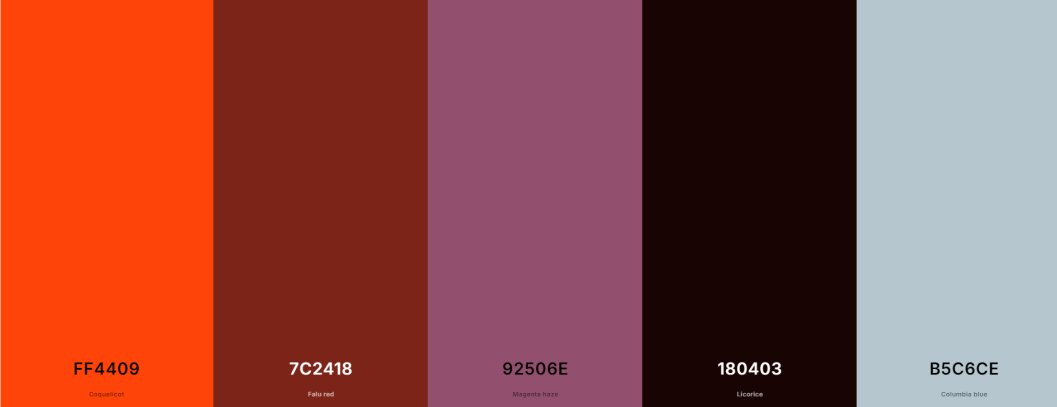 FF4409
Coquelicot
7C2418
Falu red
92506E
Magenta haze
180403
Licorice
B5C6CE
Columbia blue